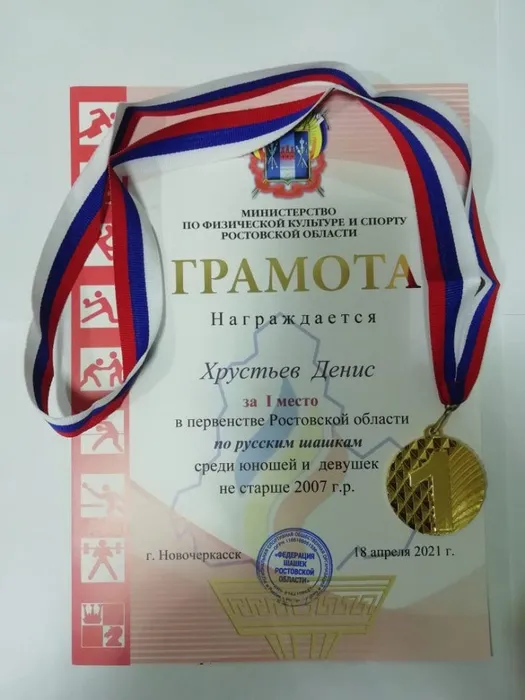 МИНИСТЕРСТВО
ПО ФИЗИЧЕСКОЙ КУЛЬТУРЕ И СПОРТУ
РОСТОВСКОЙ ОБЛАСТИ
ГРАМОТА
Награждается
Хрустьев Денис
за I место
в первенстве Ростовской области
по русским шашкам
среди юношей и девушек
не старше 2007 г.р.
1
г. Новочеркасск
18 апреля 2021 г.
«ФЕДЕРАЦИЯ
ШАШЕК
РОСТОВСКОЙ
ОБЛАСТИ»
2